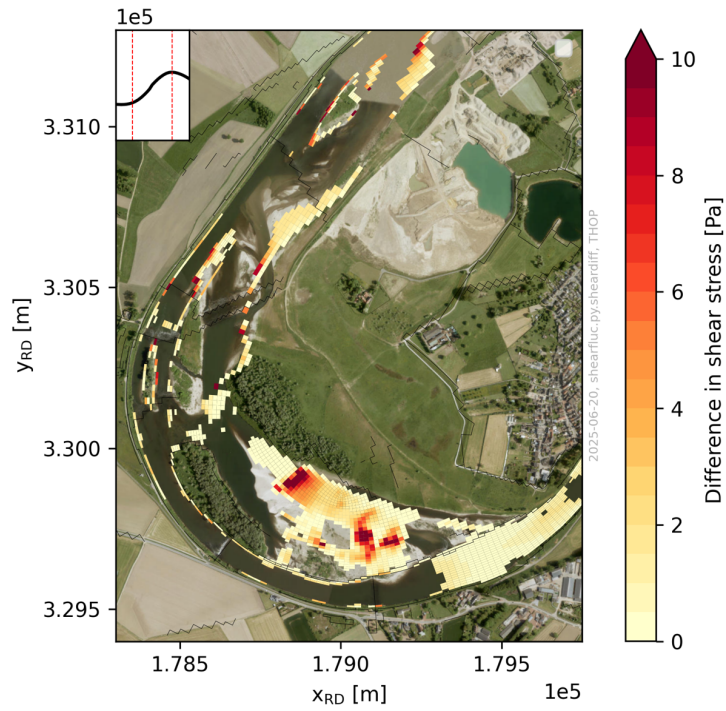 1e5
3.310
3.305
3.300
3.295
y_RD [m]
1.785
1.790
1.795
1e5
x_RD [m]
2025-06-20, shearfluc.py.sheardiff, THOP
10
8
6
4
2
0
Difference in shear stress [Pa]